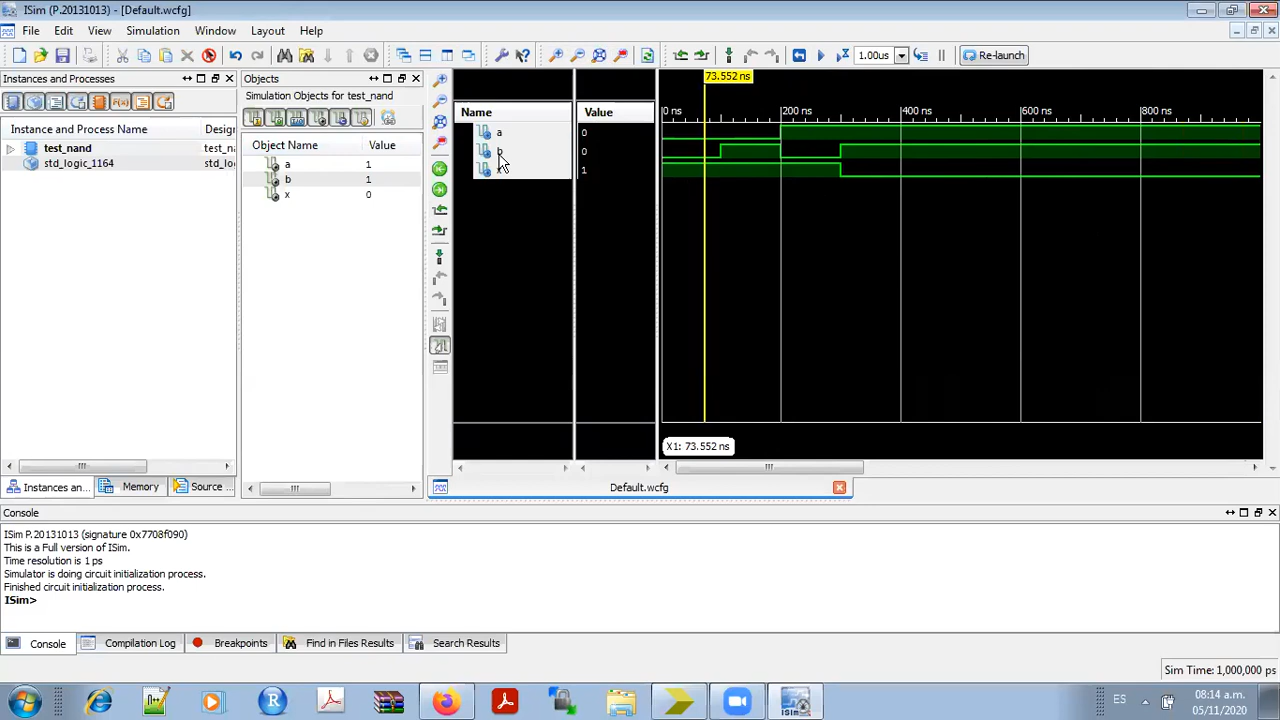 ISim (P.20131013) - [Default.wcfg]
File Edit View Simulation Window Layout Help
1.00us Re-launch
Instances and Processes
Objects
Simulation Objects for test_nand
Instance and Process Name Design
test_nand test_n
std_logic_1164 std_lo
Object Name Value
a 1
b 1
x 0
Name Value
a 0
b 0
1
73.552 ns
0 ns 200 ns 400 ns 600 ns 800 ns
X1: 73.552 ns
Instances an... Memory Source ...
Default.wcfg
Console
ISim P.20131013 (signature 0x7708f090)
This is a Full version of ISim.
Time resolution is 1 ps
Simulator is doing circuit initialization process.
Finished circuit initialization process.
ISim>
Console Compilation Log Breakpoints Find in Files Results Search Results
Sim Time: 1,000,000 ps
ES 08:14 a.m.
05/11/2020